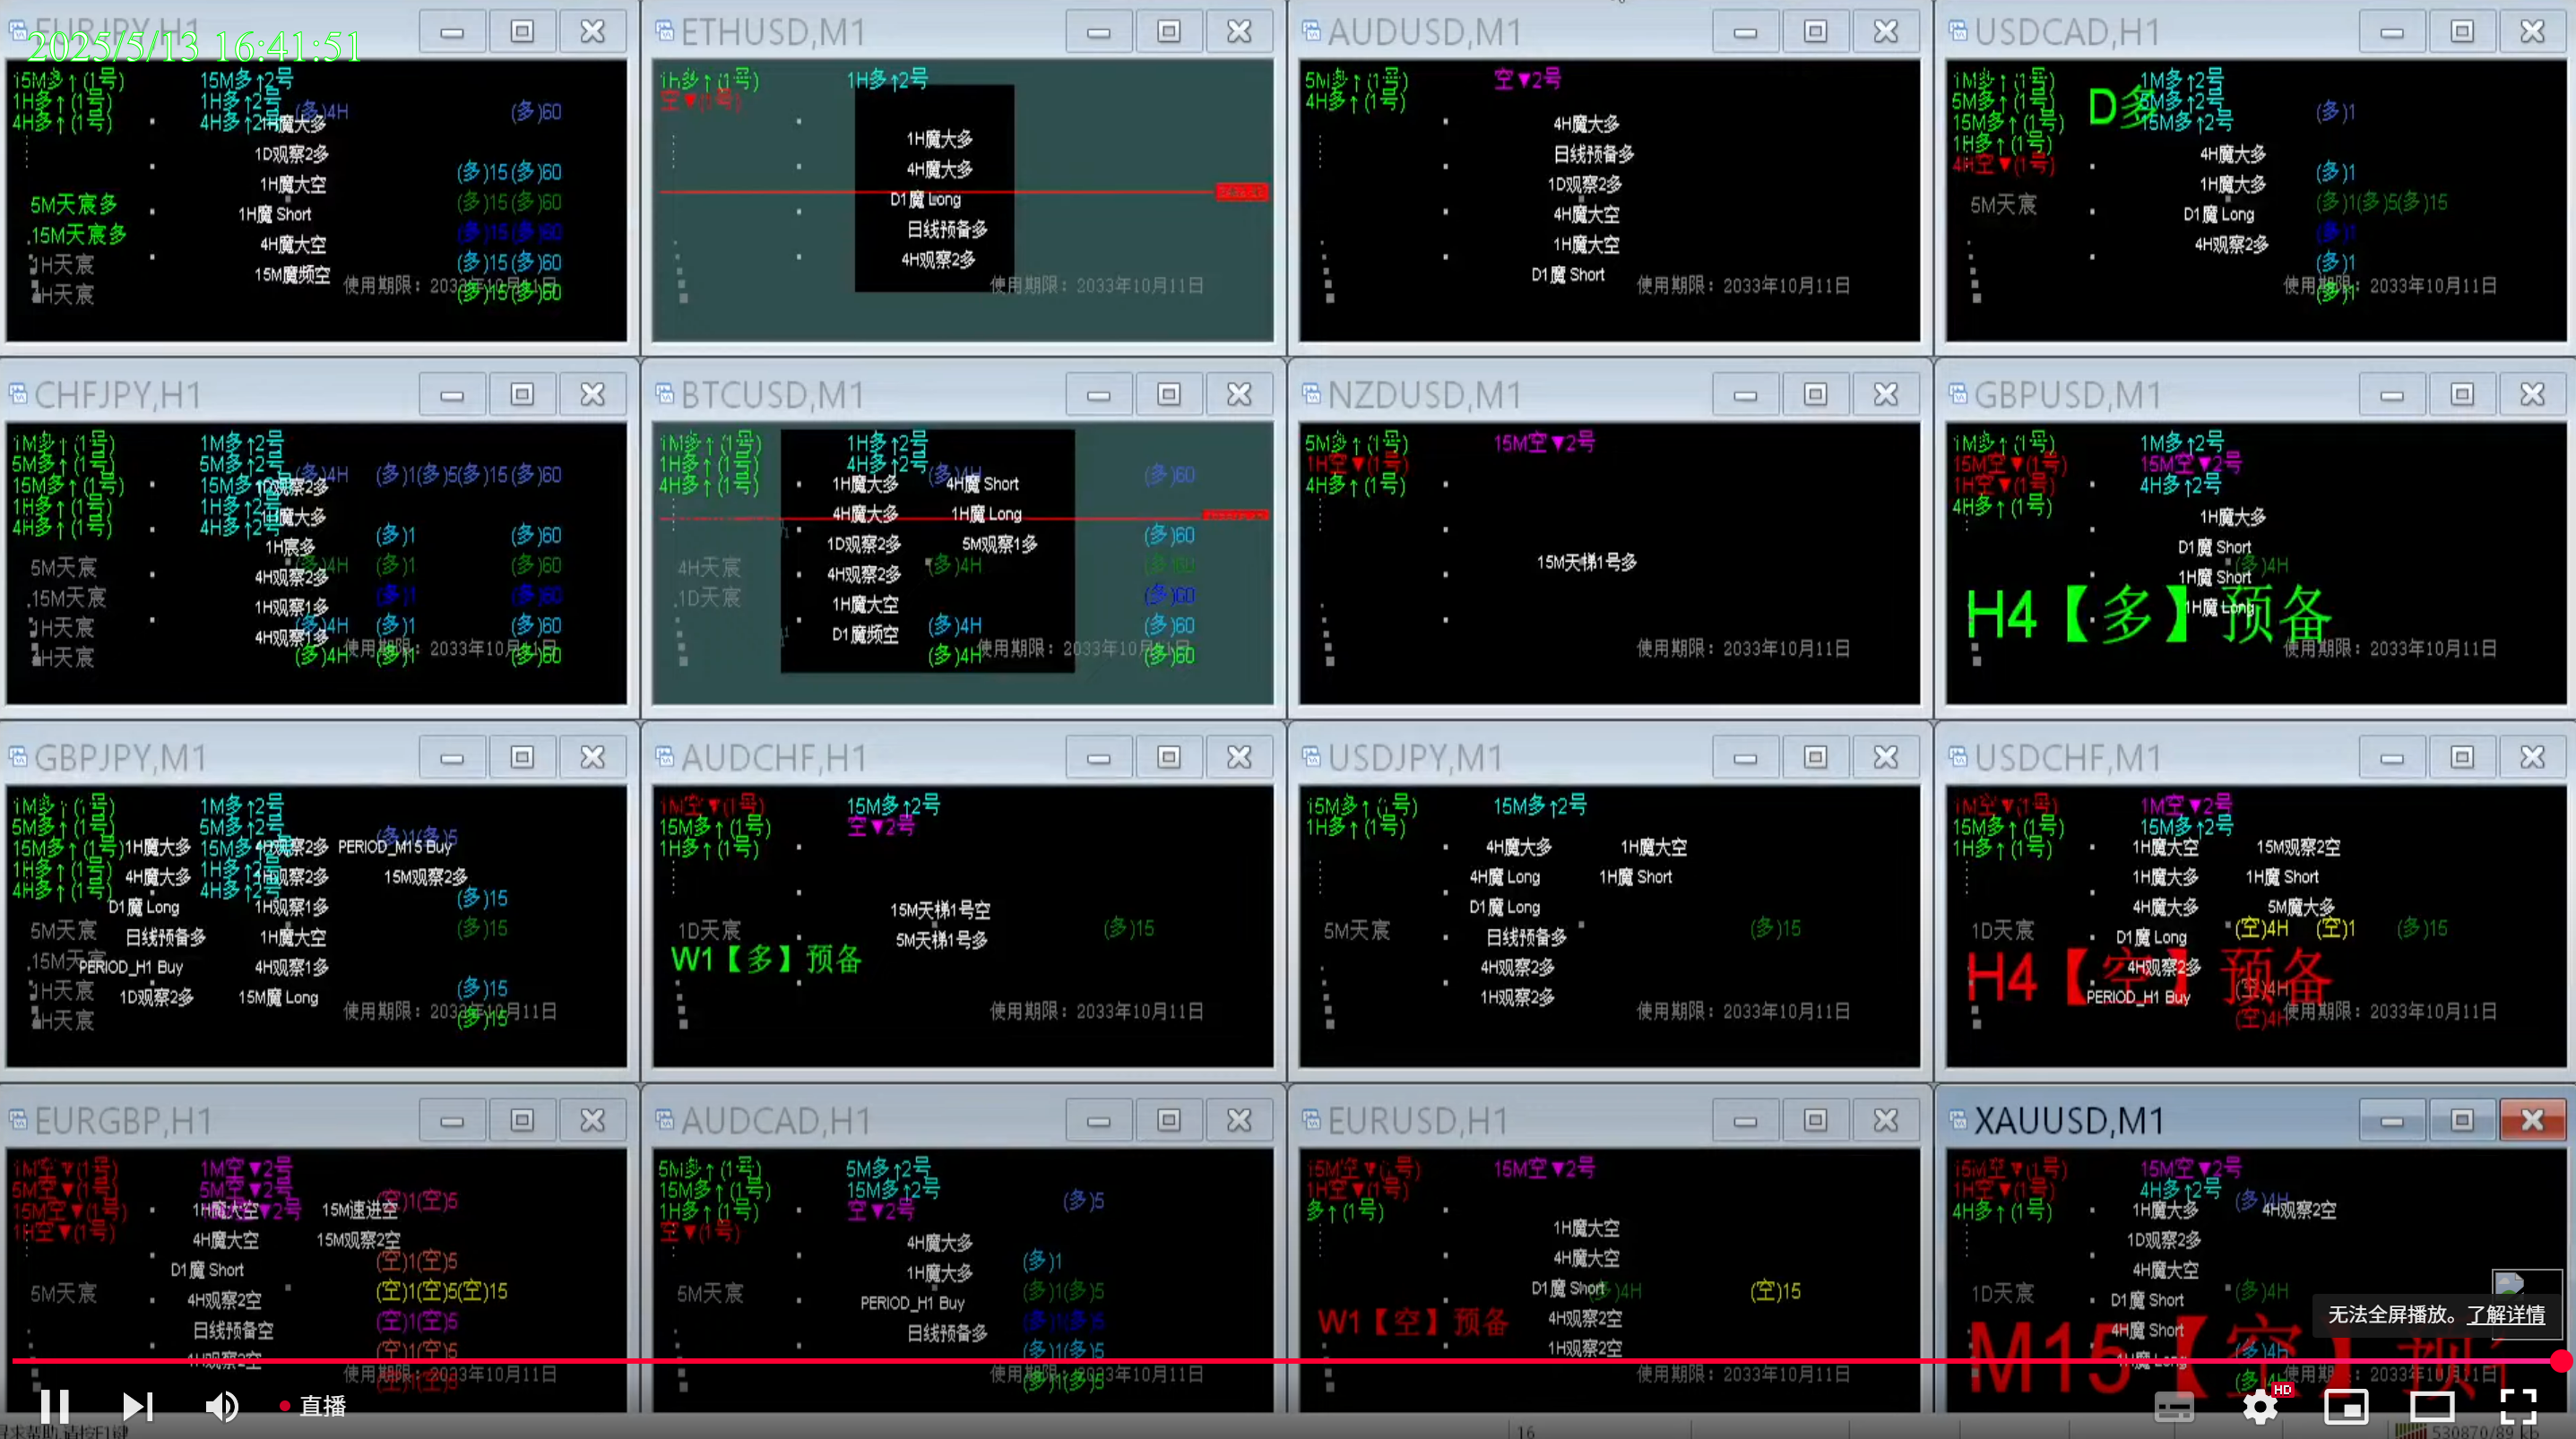 EURJPY,H1
2025/5/13 16:41:51
15M多↑(1号) 15M多↑2号
1H多↑(1号) 1H多↑2号
4H多↑(1号) 4H多↑2号 (多)4H (多)60
1H魔大多
1D观察2多
1H魔大空 (多)15(多)60
5M天宸多 (多)15(多)60
1H魔 Short
15M天宸多 (多)15(多)60
4H魔大空
1H天宸 (多)15(多)60
15M魔频空
使用期限：2033年10月11日
4H天宸 (多)15(多)60
ETHUSD,M1
1H多↑(1号) 1H多↑2号
空▼(1号)
1H魔大多
4H魔大多
D1魔 Long
日线预备多
4H观察2多
使用期限：2033年10月11日
AUDUSD,M1
5M多↑(1号) 空▼2号
4H多↑(1号)
4H魔大多
日线预备多
1D观察2多
4H魔大空
1H魔大空
D1魔 Short
使用期限：2033年10月11日
USDCAD,H1
1M多↑(1号) 1M多↑2号
5M多↑(1号) D多 5M多↑2号
15M多↑(1号) 15M多↑2号 (多)1
1H多↑(1号)
4H空▼(1号)
4H魔大多
1H魔大多 (多)1
5M天宸 (多)1(多)5(多)15
D1魔 Long
(多)1
4H观察2多
(多)1
使用期限：2033年10月11日
(多)1
CHFJPY,H1
1M多↑(1号) 1M多↑2号
5M多↑(1号) 5M多↑2号 (多)4H (多)1(多)5(多)15(多)60
15M多↑(1号) 15M多↑2号
1D观察2多
1H多↑(1号) 1H多↑2号
4H多↑(1号) 4H多↑2号 (多)1 (多)60
1H宸多
5M天宸 (多)4H (多)1 (多)60
4H观察2多
15M天宸 (多)1 (多)60
1H观察1多
1H天宸 (多)4H (多)1 (多)60
4H观察1多
使用期限：2033年10月11日
4H天宸 (多)4H (多)1 (多)60
BTCUSD,M1
1M多↑(1号) 1H多↑2号
1H多↑(1号) 4H多↑2号 (多)4H (多)60
4H多↑(1号) 1H魔大多 4H魔 Short
4H魔大多 1H魔 Long
(多)60
1D观察2多 5M观察1多
4H天宸 4H观察2多 (多)4H
1D天宸 1H魔大空 (多)60
D1魔频空 (多)4H (多)60
使用期限：2033年10月11日
(多)4H (多)60
NZDUSD,M1
5M多↑(1号) 15M空▼2号
1H空▼(1号)
4H多↑(1号)
15M天梯1号多
使用期限：2033年10月11日
GBPUSD,M1
1M多↑(1号) 1M多↑2号
15M空▼(1号) 15M空▼2号
1H空▼(1号) 4H多↑2号
4H多↑(1号)
1H魔大多
D1魔 Short
(多)4H
1H魔 Short
H4【多】预备
1H魔 Long
使用期限：2033年10月11日
GBPJPY,M1
1M多↑(1号) 1M多↑2号
5M多↑(1号) 5M多↑2号 (多)1(多)5
15M多↑(1号) 1H魔大多 15M多↑2号 4H观察2多 PERIOD_M15 Buy
1H多↑(1号) 4H魔大多 1H多↑2号 1H观察2多 15M观察2多
4H多↑(1号) 4H多↑2号 (多)15
D1魔 Long 1H观察1多
5M天宸 (多)15
日线预备多 1H魔大空
15M天宸 PERIOD_H1 Buy 4H观察1多
1H天宸 (多)15
1D观察2多 15M魔 Long
使用期限：2033年10月11日
4H天宸 (多)15
AUDCHF,H1
1M空▼(1号) 15M多↑2号
15M多↑(1号) 空▼2号
1H多↑(1号)
15M天梯1号空
1D天宸 (多)15
5M天梯1号多
W1【多】预备
使用期限：2033年10月11日
USDJPY,M1
15M多↑(1号) 15M多↑2号
1H多↑(1号)
4H魔大多 1H魔大空
4H魔 Long 1H魔 Short
D1魔 Long
5M天宸 (多)15
日线预备多
4H观察2多
1H观察2多
使用期限：2033年10月11日
USDCHF,M1
1M空▼(1号) 1M空▼2号
15M多↑(1号) 15M多↑2号
1H多↑(1号) 1H魔大空 15M观察2空
1H魔大多 1H魔 Short
4H魔大多 5M魔大多
1D天宸 (空)4H (空)1 (多)15
D1魔 Long
H4【空】预备
4H观察2多
(空)4H
PERIOD_H1 Buy
使用期限：2033年10月11日
(空)4H
EURGBP,H1
1M空▼(1号) 1M空▼2号
5M空▼(1号) 5M空▼2号 (空)1(空)5
15M空▼(1号) 1H魔大空 15M速进空
1H空▼(1号)
4H魔大空 15M观察2空
(空)1(空)5
D1魔 Short
5M天宸 (空)1(空)5(空)15
4H观察2空
(空)1(空)5
日线预备空
(空)1(空)5
使用期限：2033年10月11日
AUDCAD,H1
5M多↑(1号) 5M多↑2号
15M多↑(1号) 15M多↑2号 (多)5
1H多↑(1号) 空▼2号
空▼(1号)
4H魔大多
(多)1
1H魔大多
5M天宸 (多)1(多)5
PERIOD_H1 Buy
(多)1(多)5
日线预备多
(多)1(多)5
使用期限：2033年10月11日
(多)1(多)5
EURUSD,H1
15M空▼(1号) 15M空▼2号
1H空▼(1号)
多↑(1号)
1H魔大空
4H魔大空
D1魔 Short (多)4H (空)15
W1【空】预备
4H观察2空
1H观察2空
使用期限：2033年10月11日
XAUUSD,M1
15M空▼(1号) 15M空▼2号
1H空▼(1号) 4H多↑2号 (多)4H
4H多↑(1号) 1H魔大多 4H观察2空
1D观察2多
4H魔大空
1D天宸 (多)4H
D1魔 Short
无法全屏播放。了解详情
4H魔 Short
M15【空】预
(多)4H
使用期限：2033年10月11日
直播
HD
16
530870/89 kb